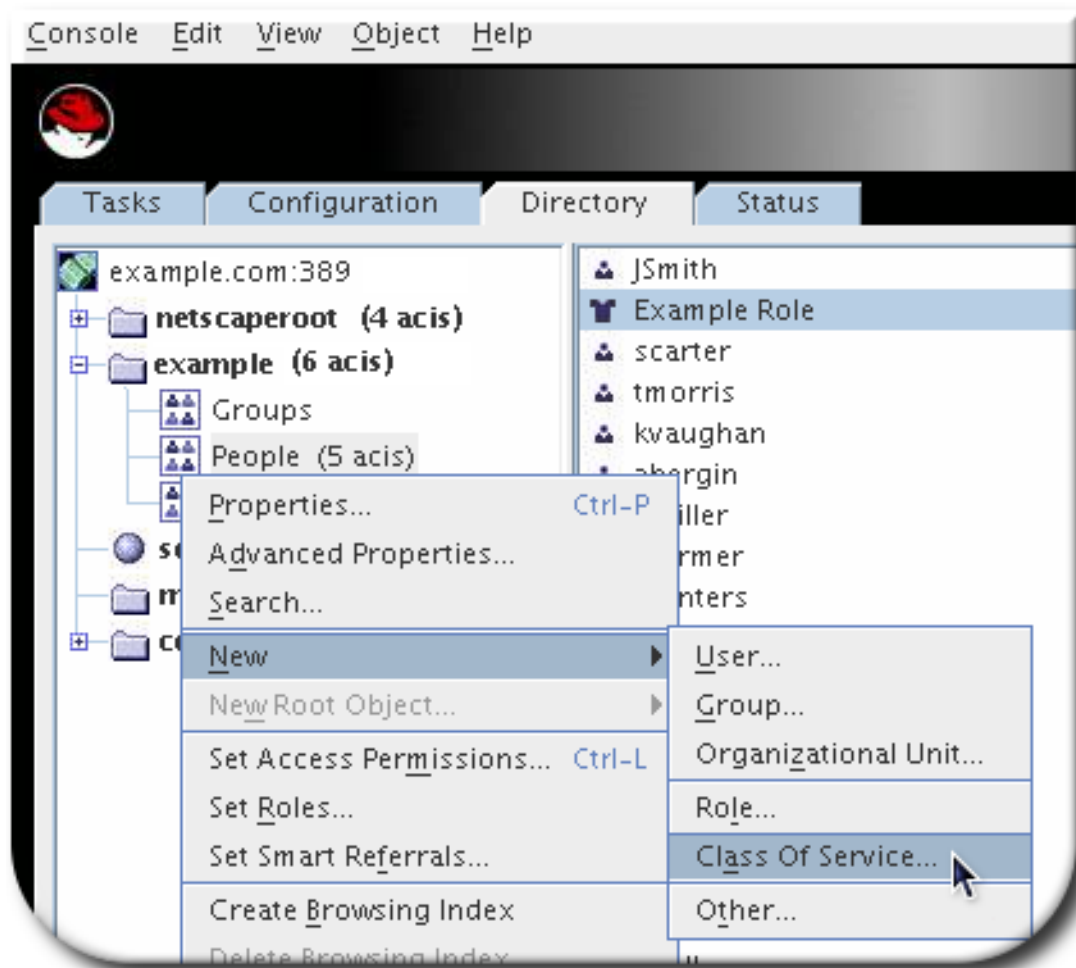 Console Edit View Object Help
Tasks Configuration Directory Status
example.com:389
netscaperoot (4 acis)
example (6 acis)
Groups
People (5 acis)
JSmith
Example Role
scarter
tmorris
kvaughan
Properties... Ctrl-P
Advanced Properties...
Search...
New
New Root Object...
Set Access Permissions... Ctrl-L
Set Roles...
Set Smart Referrals...
Create Browsing Index
Delete Browsing Index
User...
Group...
Organizational Unit...
Role...
Class Of Service...
Other...